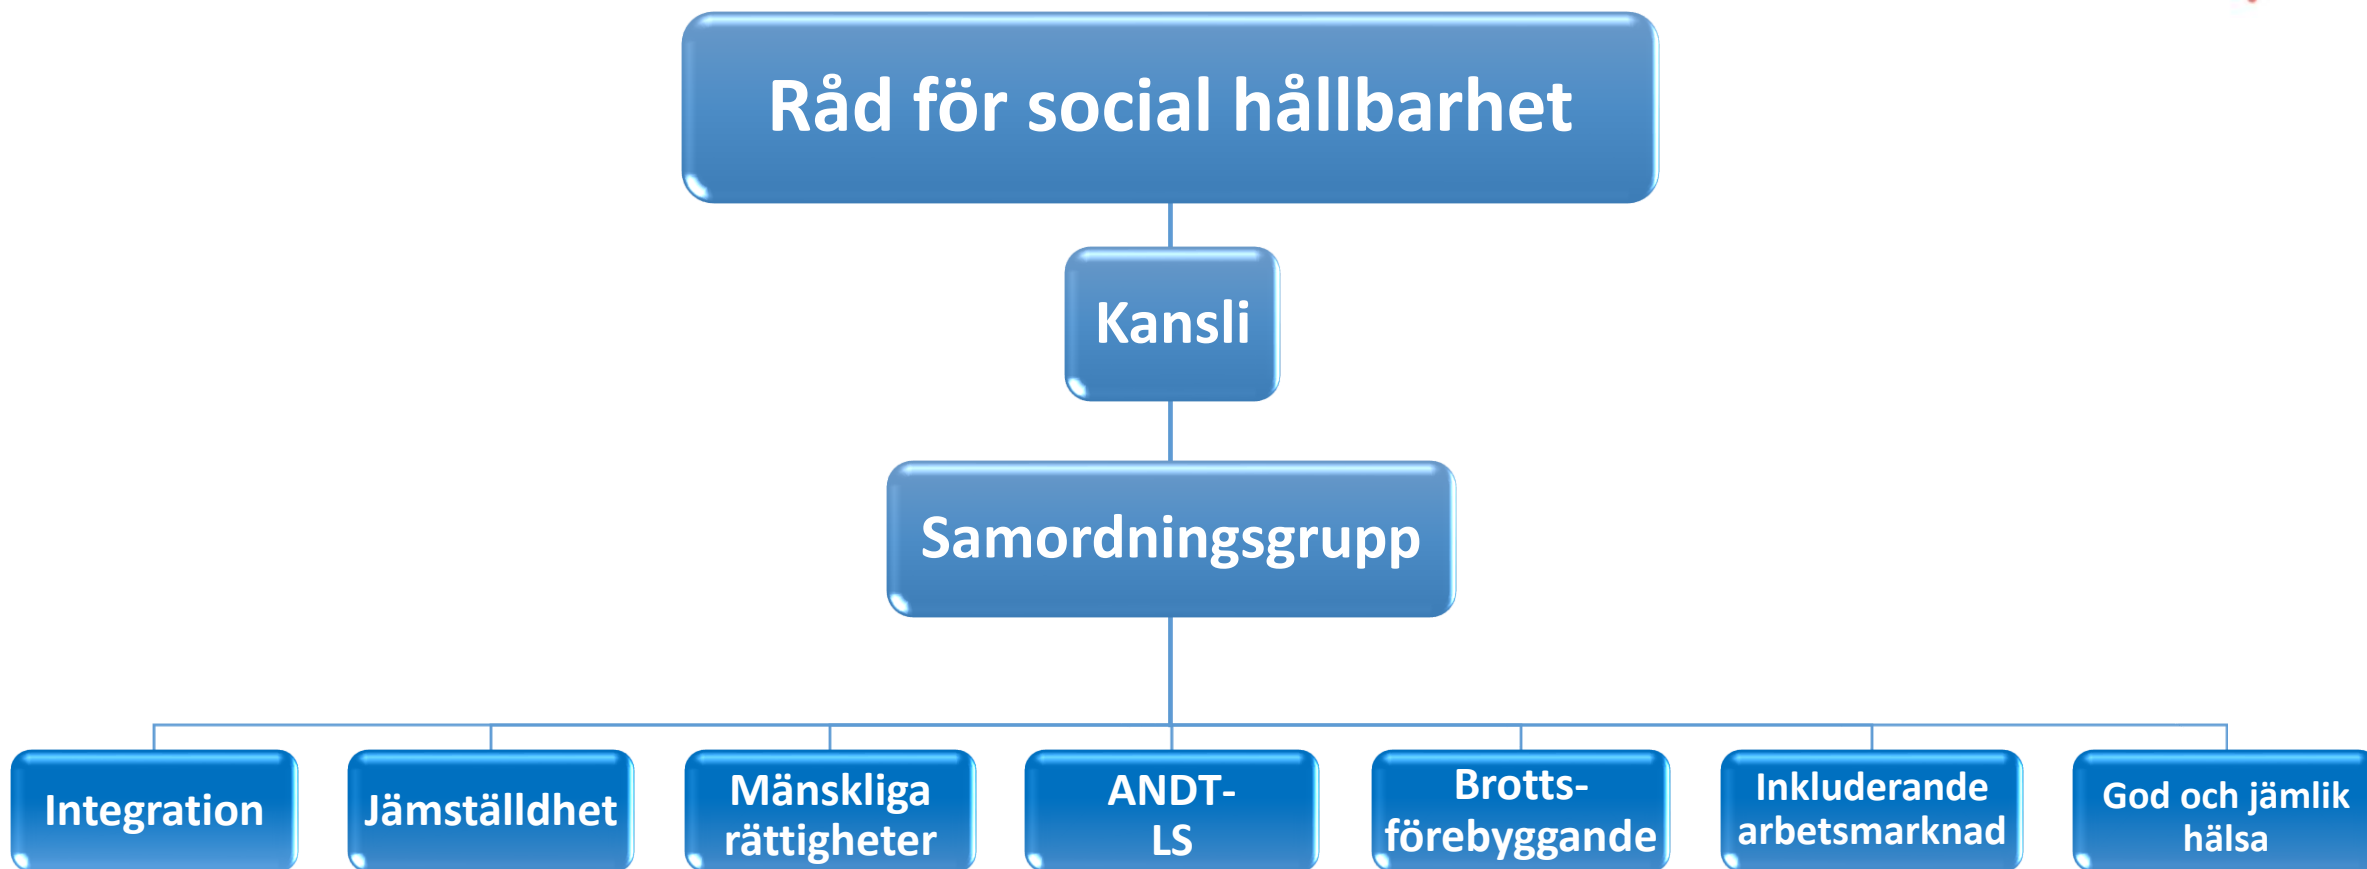 Råd för social hållbarhet
Kansli
Samordningsgrupp
Integration
Jämställdhet
Mänskliga
rättigheter
ANDT-
LS
Brotts-
förebyggande
Inkluderande
arbetsmarknad
God och jämlik
hälsa